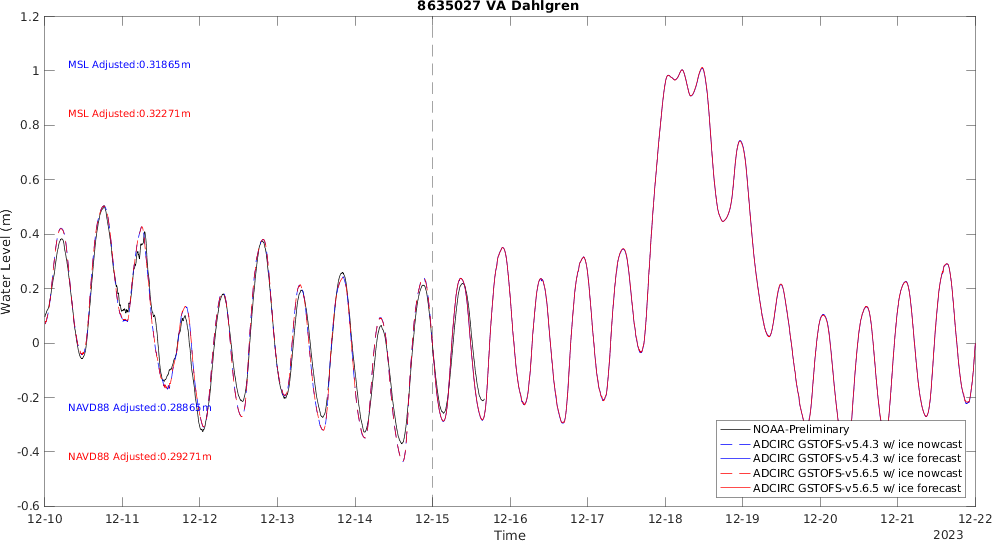 8635027 VA Dahlgren
1.2
1
0.8
0.6
0.4
0.2
0
-0.2
-0.4
-0.6
Water Level (m)
MSL Adjusted:0.31865m
MSL Adjusted:0.32271m
NAVD88 Adjusted:0.28865m
NAVD88 Adjusted:0.29271m
NOAA-Preliminary
ADCIRC GSTOFS-v5.4.3 w/ ice nowcast
ADCIRC GSTOFS-v5.4.3 w/ ice forecast
ADCIRC GSTOFS-v5.6.5 w/ ice nowcast
ADCIRC GSTOFS-v5.6.5 w/ ice forecast
12-10 12-11 12-12 12-13 12-14 12-15 12-16 12-17 12-18 12-19 12-20 12-21 12-22
Time
2023